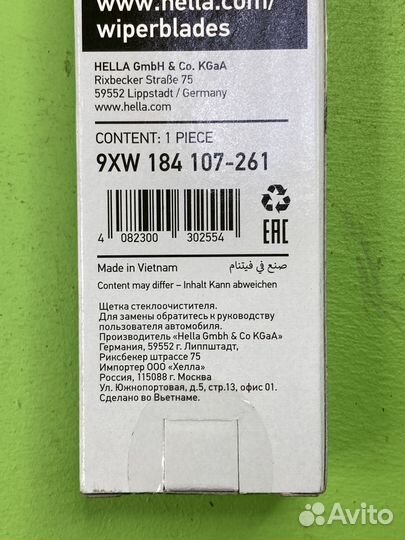 www.hella.com/
wiperblades
HELLA GmbH & Co. KGaA
Rixbecker Straße 75
59552 Lippstadt / Germany
www.hella.com
CONTENT: 1 PIECE
9XW 184 107-261
4 082300 302554
EAC
Made in Vietnam
صنع في فيتنام
Content may differ – Inhalt Kann abweichen
Щетка стеклоочистителя.
Для замены обратитесь к руководству
пользователя автомобиля.
Производитель «Hella Gmbh & Co KGaA»
Германия, 59552 г. Липпштадт,
Риксбекер штрассе 75
Импортер ООО «Хелла»
Россия, 115088 г. Москва
Ул. Южнопортовая, д.5, стр.13, офис 01.
Сделано во Вьетнаме.
Avito